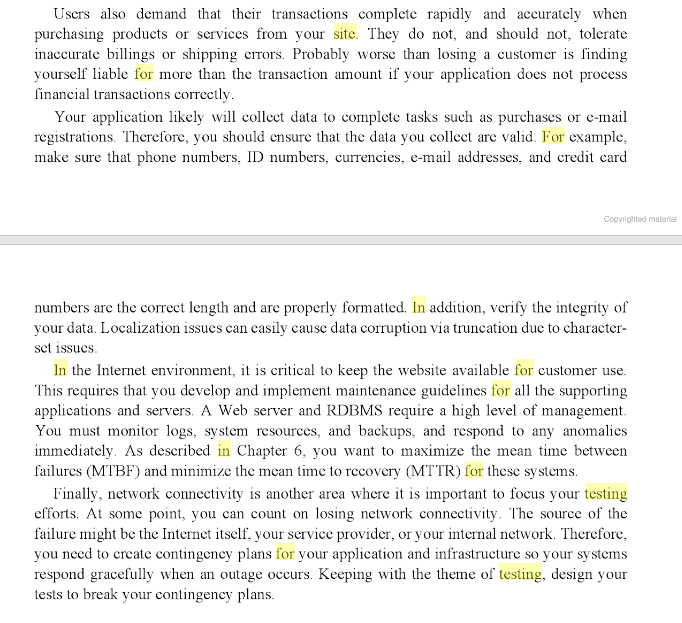 Users also demand that their transactions complete rapidly and accurately when
purchasing products or services from your site. They do not, and should not, tolerate
inaccurate billings or shipping errors. Probably worse than losing a customer is finding
yourself liable for more than the transaction amount if your application does not process
financial transactions correctly.
Your application likely will collect data to complete tasks such as purchases or e-mail
registrations. Therefore, you should ensure that the data you collect are valid. For example,
make sure that phone numbers, ID numbers, currencies, e-mail addresses, and credit card
Copyrighted material
numbers are the correct length and are properly formatted. In addition, verify the integrity of
your data. Localization issues can easily cause data corruption via truncation due to character-
set issues.
In the Internet environment, it is critical to keep the website available for customer use.
This requires that you develop and implement maintenance guidelines for all the supporting
applications and servers. A Web server and RDBMS require a high level of management.
You must monitor logs, system resources, and backups, and respond to any anomalies
immediately. As described in Chapter 6, you want to maximize the mean time between
failures (MTBF) and minimize the mean time to recovery (MTTR) for these systems.
Finally, network connectivity is another area where it is important to focus your testing
efforts. At some point, you can count on losing network connectivity. The source of the
failure might be the Internet itself, your service provider, or your internal network. Therefore,
you need to create contingency plans for your application and infrastructure so your systems
respond gracefully when an outage occurs. Keeping with the theme of testing, design your
tests to break your contingency plans.